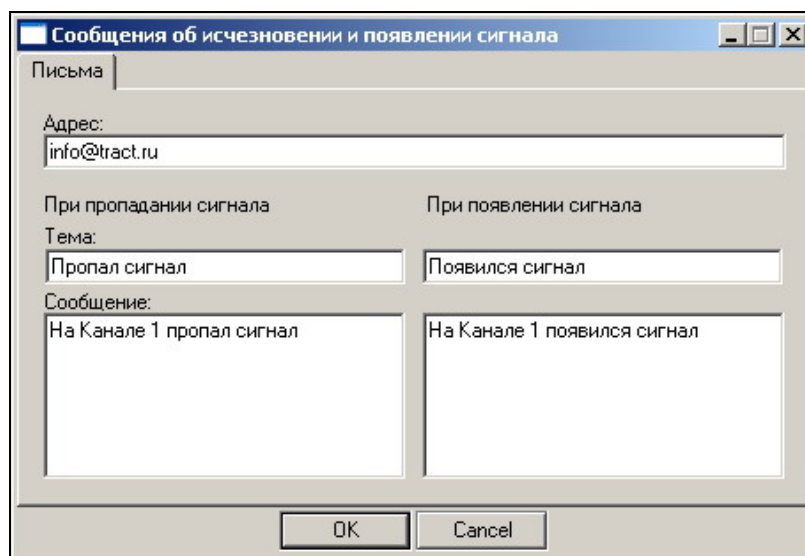 Сообщения об исчезновении и появлении сигнала
Письма
Адрес:
info@tract.ru
При пропадании сигнала
При появлении сигнала
Тема:
Пропал сигнал
Появился сигнал
Сообщение:
На Канале 1 пропал сигнал
На Канале 1 появился сигнал
OK
Cancel